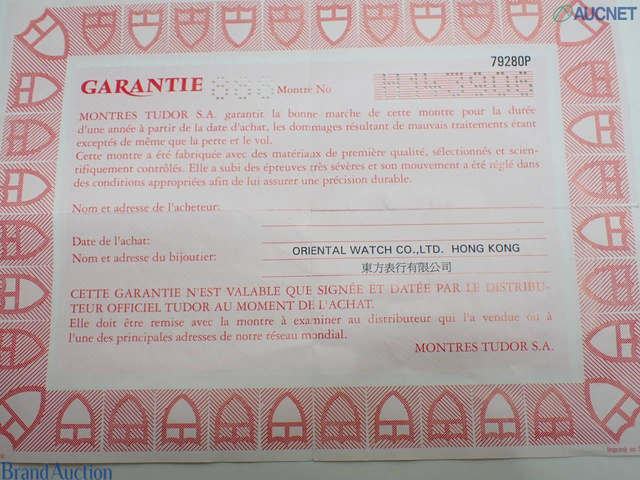 AUCNET
79280P
GARANTIE Montre No
MONTRES TUDOR S.A. garantit la bonne marche de cette montre pour la durée
d'une année à partir de la date d'achat, les dommages résultant de mauvais traitements étant
exceptés de même que la perte et le vol.
Cette montre a été fabriquée avec des matériaux de première qualité, sélectionnés et scien-
tifiquement contrôlés. Elle a subi des épreuves très sévères et son mouvement a été réglé dans
des conditions appropriées afin de lui assurer une précision durable.
Nom et adresse de l'acheteur:
Date de l'achat:
ORIENTAL WATCH CO.,LTD. HONG KONG
Nom et adresse du bijoutier:
東方表行有限公司
CETTE GARANTIE N'EST VALABLE QUE SIGNÉE ET DATÉE PAR LE DISTRIBU-
TEUR OFFICIEL TUDOR AU MOMENT DE L'ACHAT.
Elle doit être remise avec la montre à examiner au distributeur qui l'a vendue ou à
l'une des principales adresses de notre réseau mondial.
MONTRES TUDOR S.A.
Imprimé en
Brand Auction